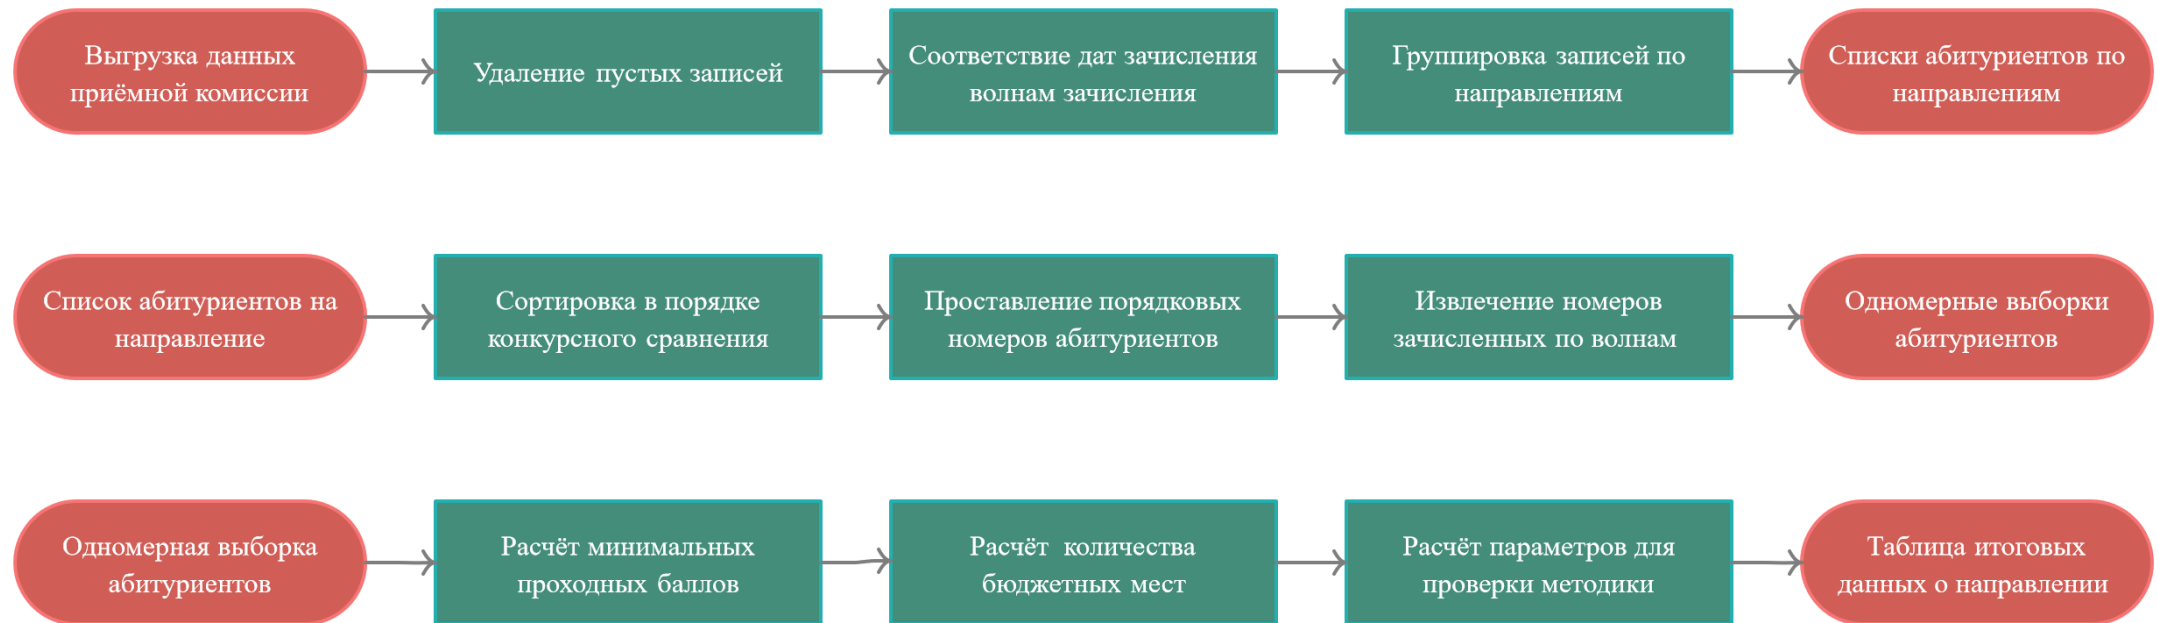 Выгрузка данных
приёмной комиссии
Удаление пустых записей
Соответствие дат зачисления
волнам зачисления
Группировка записей по
направлениям
Списки абитуриентов по
направлениям
Список абитуриентов на
направление
Сортировка в порядке
конкурсного сравнения
Проставление порядковых
номеров абитуриентов
Извлечение номеров
зачисленных по волнам
Одномерные выборки
абитуриентов
Одномерная выборка
абитуриентов
Расчёт минимальных
проходных баллов
Расчёт количества
бюджетных мест
Расчёт параметров для
проверки методики
Таблица итоговых
данных о направлении